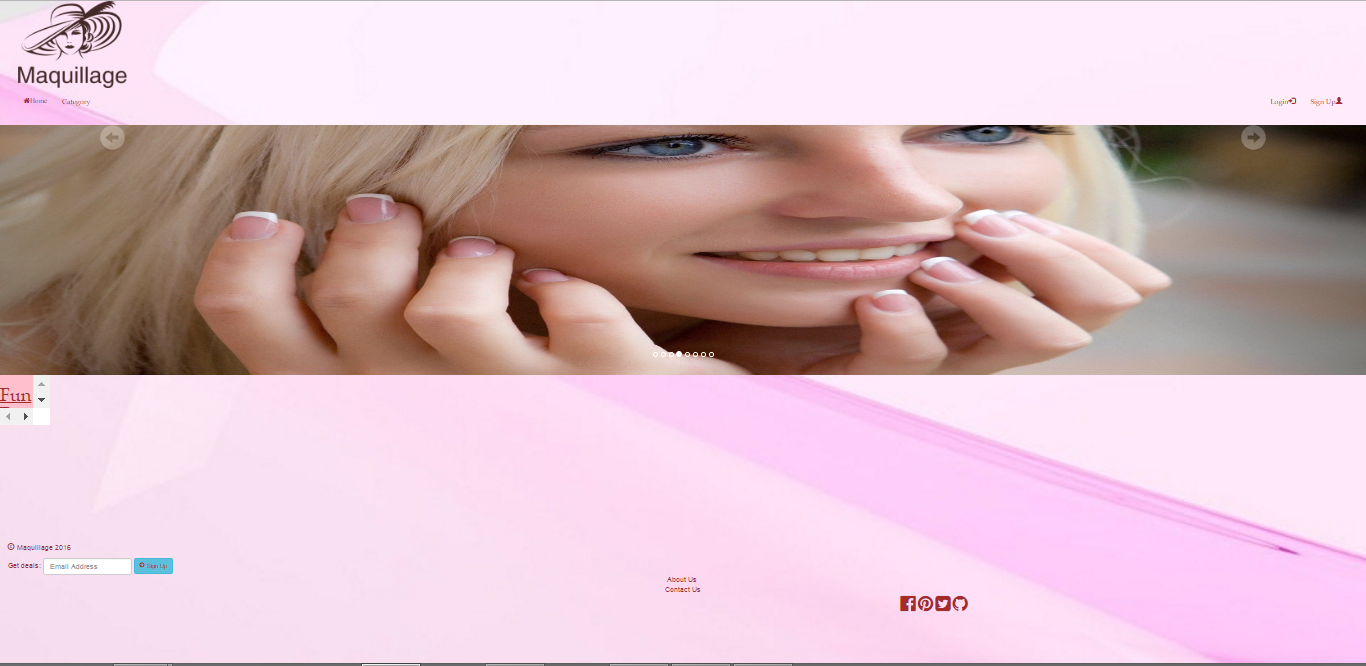 Maquillage
Home Category Login Sign Up
Fun
© Maquillage 2016
Get deals: Email Address Sign Up
About Us
Contact Us